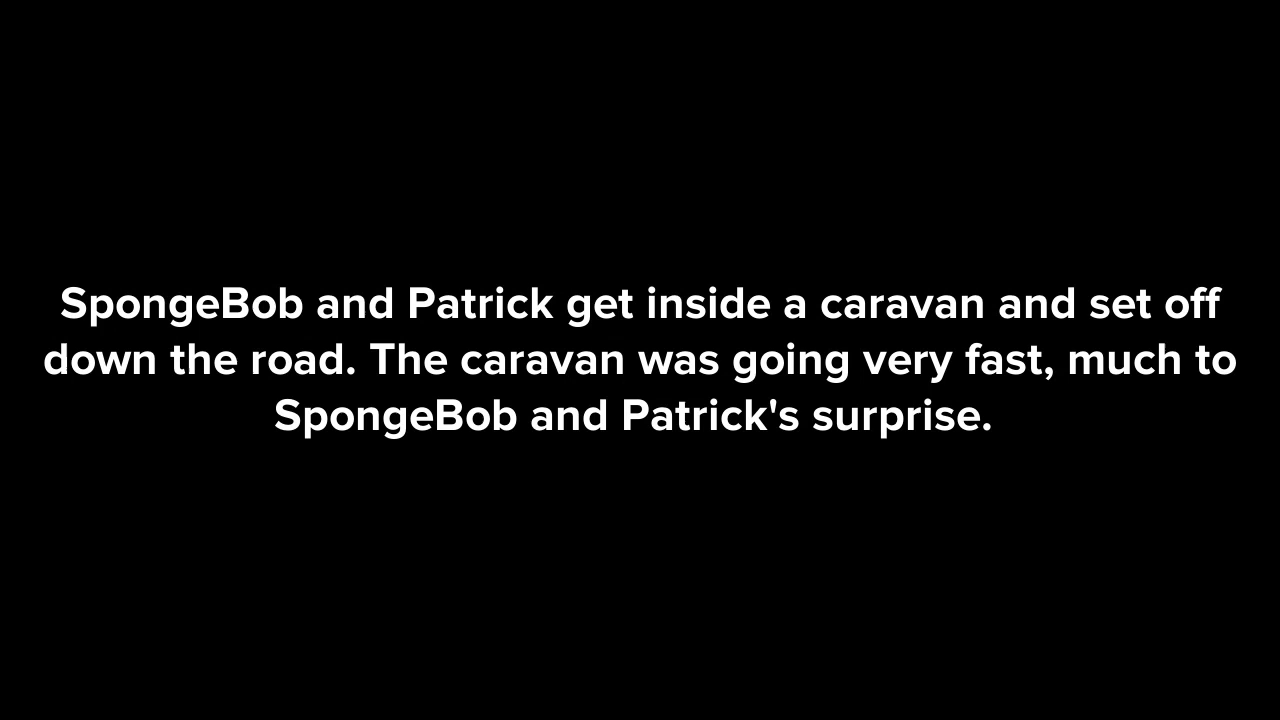 SpongeBob and Patrick get inside a caravan and set off
down the road. The caravan was going very fast, much to
SpongeBob and Patrick's surprise.